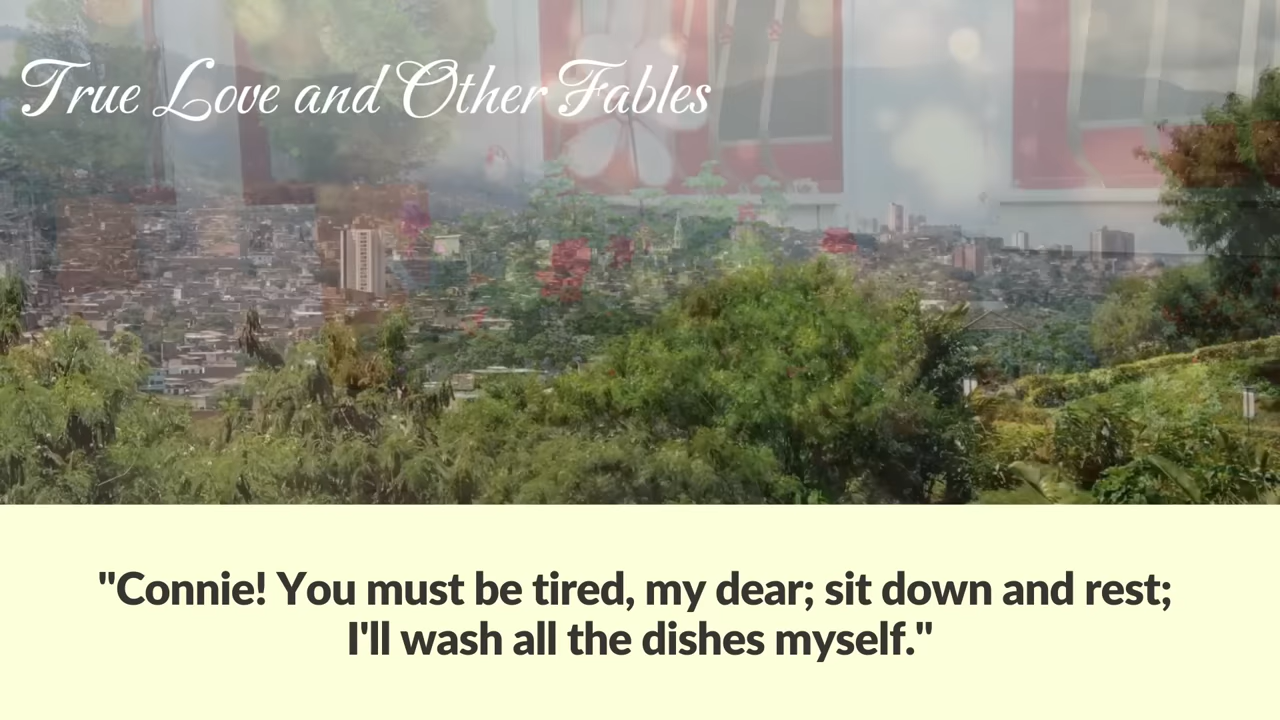 True Love and Other Fables
"Connie! You must be tired, my dear; sit down and rest;
I'll wash all the dishes myself."